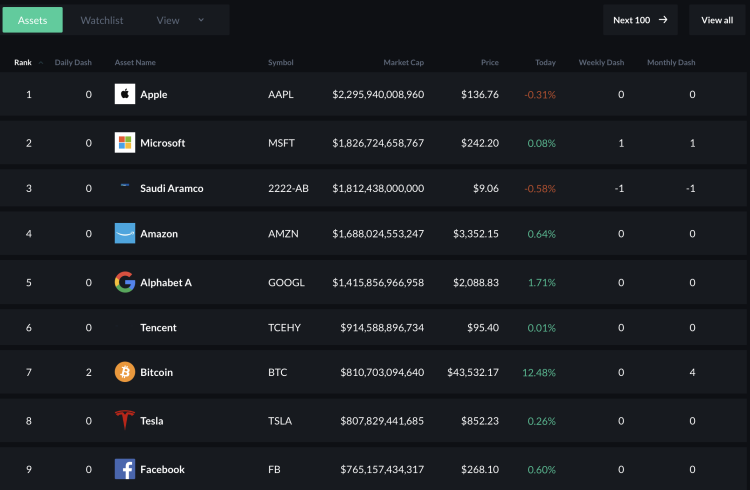 Assets Watchlist View Next 100 → View all
Rank Daily Dash Asset Name Symbol Market Cap Price Today Weekly Dash Monthly Dash
1 0 Apple AAPL $2,295,940,008,960 $136.76 -0.31% 0 0
2 0 Microsoft MSFT $1,826,724,658,767 $242.20 0.08% 1 1
3 0 Saudi Aramco 2222-AB $1,812,438,000,000 $9.06 -0.58% -1 -1
4 0 Amazon AMZN $1,688,024,553,247 $3,352.15 0.64% 0 0
5 0 Alphabet A GOOGL $1,415,856,966,958 $2,088.83 1.71% 0 0
6 0 Tencent TCEHY $914,588,896,734 $95.40 0.01% 0 0
7 2 Bitcoin BTC $810,703,094,640 $43,532.17 12.48% 0 4
8 0 Tesla TSLA $807,829,441,685 $852.23 0.26% 0 0
9 0 Facebook FB $765,157,434,317 $268.10 0.60% 0 0